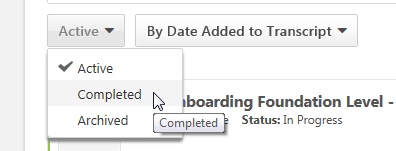 Active ▼ By Date Added to Transcript ▼
Active
Completed
Archived
nboarding Foundation Level -
Completed
Status: In Progress